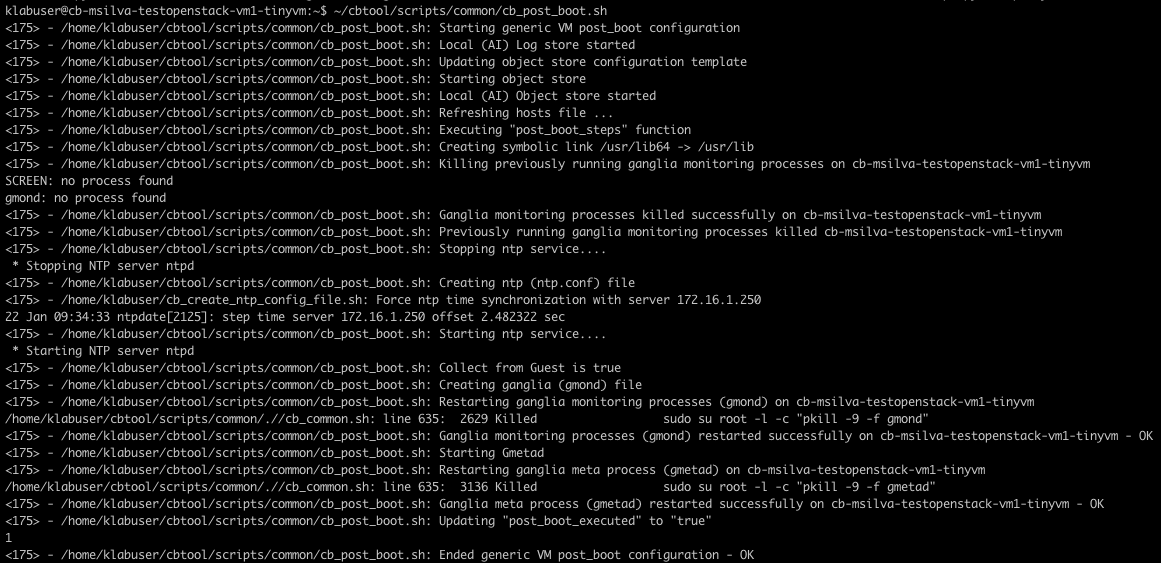 klabuser@cb-msilva-testopenstack-vm1-tinyvm:~$ ~/cbtool/scripts/common/cb_post_boot.sh
<175> - /home/klabuser/cbtool/scripts/common/cb_post_boot.sh: Starting generic VM post_boot configuration
<175> - /home/klabuser/cbtool/scripts/common/cb_post_boot.sh: Local (AI) Log store started
<175> - /home/klabuser/cbtool/scripts/common/cb_post_boot.sh: Updating object store configuration template
<175> - /home/klabuser/cbtool/scripts/common/cb_post_boot.sh: Starting object store
<175> - /home/klabuser/cbtool/scripts/common/cb_post_boot.sh: Local (AI) Object store started
<175> - /home/klabuser/cbtool/scripts/common/cb_post_boot.sh: Refreshing hosts file ...
<175> - /home/klabuser/cbtool/scripts/common/cb_post_boot.sh: Executing "post_boot_steps" function
<175> - /home/klabuser/cbtool/scripts/common/cb_post_boot.sh: Creating symbolic link /usr/lib64 -> /usr/lib
<175> - /home/klabuser/cbtool/scripts/common/cb_post_boot.sh: Killing previously running ganglia monitoring processes on cb-msilva-testopenstack-vm1-tinyvm
SCREEN: no process found
gmond: no process found
<175> - /home/klabuser/cbtool/scripts/common/cb_post_boot.sh: Ganglia monitoring processes killed successfully on cb-msilva-testopenstack-vm1-tinyvm
<175> - /home/klabuser/cbtool/scripts/common/cb_post_boot.sh: Previously running ganglia monitoring processes killed cb-msilva-testopenstack-vm1-tinyvm
<175> - /home/klabuser/cbtool/scripts/common/cb_post_boot.sh: Stopping ntp service....
 * Stopping NTP server ntpd
<175> - /home/klabuser/cbtool/scripts/common/cb_post_boot.sh: Creating ntp (ntp.conf) file
<175> - /home/klabuser/cb_create_ntp_config_file.sh: Force ntp time synchronization with server 172.16.1.250
22 Jan 09:34:33 ntpdate[2125]: step time server 172.16.1.250 offset 2.482322 sec
<175> - /home/klabuser/cbtool/scripts/common/cb_post_boot.sh: Starting ntp service....
 * Starting NTP server ntpd
<175> - /home/klabuser/cbtool/scripts/common/cb_post_boot.sh: Collect from Guest is true
<175> - /home/klabuser/cbtool/scripts/common/cb_post_boot.sh: Creating ganglia (gmond) file
<175> - /home/klabuser/cbtool/scripts/common/cb_post_boot.sh: Restarting ganglia monitoring processes (gmond) on cb-msilva-testopenstack-vm1-tinyvm
/home/klabuser/cbtool/scripts/common/.//cb_common.sh: line 635:  2629 Killed                  sudo su root -l -c "pkill -9 -f gmond"
<175> - /home/klabuser/cbtool/scripts/common/cb_post_boot.sh: Ganglia monitoring processes (gmond) restarted successfully on cb-msilva-testopenstack-vm1-tinyvm - OK
<175> - /home/klabuser/cbtool/scripts/common/cb_post_boot.sh: Starting Gmetad
<175> - /home/klabuser/cbtool/scripts/common/cb_post_boot.sh: Restarting ganglia meta process (gmetad) on cb-msilva-testopenstack-vm1-tinyvm
/home/klabuser/cbtool/scripts/common/.//cb_common.sh: line 635:  3136 Killed                  sudo su root -l -c "pkill -9 -f gmetad"
<175> - /home/klabuser/cbtool/scripts/common/cb_post_boot.sh: Ganglia meta process (gmetad) restarted successfully on cb-msilva-testopenstack-vm1-tinyvm - OK
<175> - /home/klabuser/cbtool/scripts/common/cb_post_boot.sh: Updating "post_boot_executed" to "true"
1
<175> - /home/klabuser/cbtool/scripts/common/cb_post_boot.sh: Ended generic VM post_boot configuration - OK